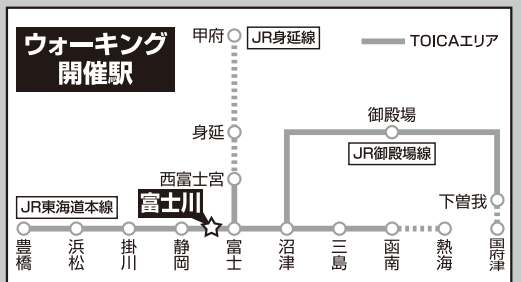 ウォーキング
開催駅
甲府
JR身延線
TOICAエリア
身延
御殿場
JR御殿場線
西富士宮
下曽我
JR東海道本線
富士川
豊橋
浜松
掛川
静岡
富士
沼津
三島
函南
熱海
国府津